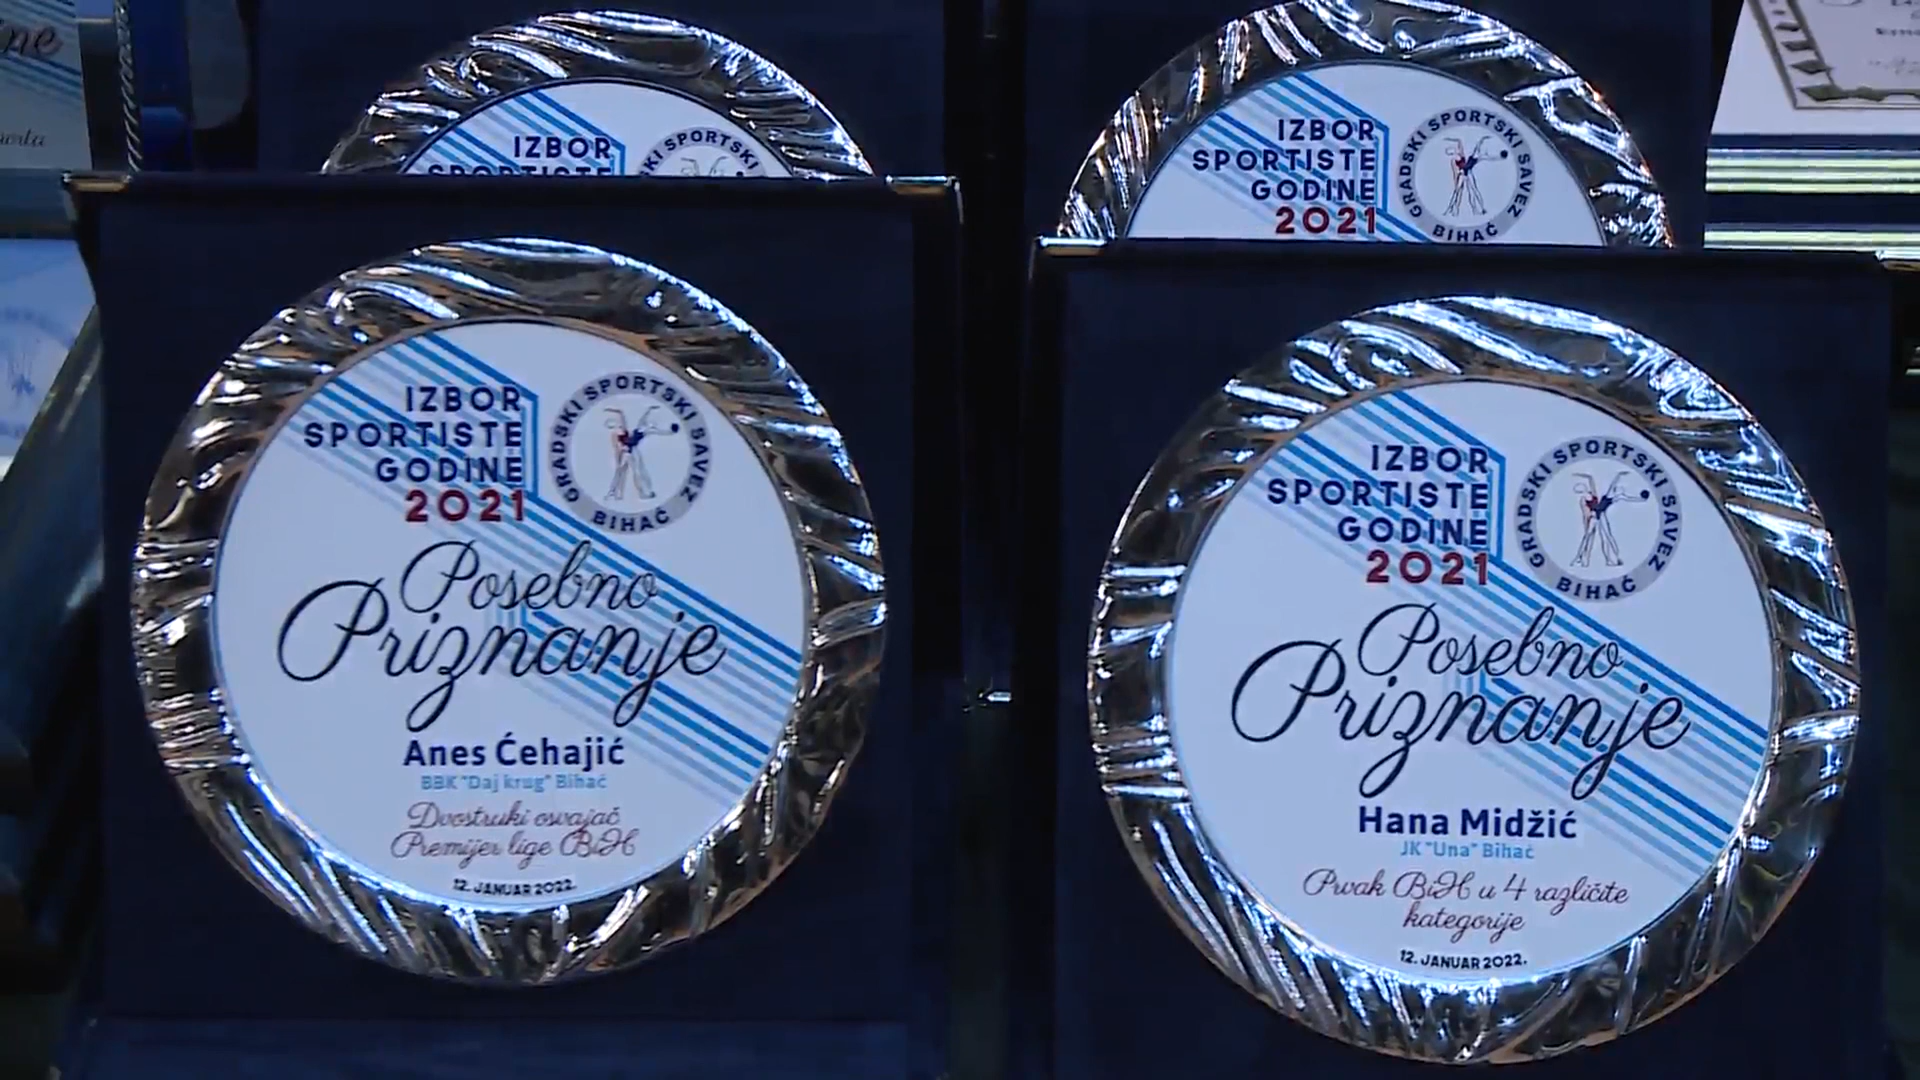 ne
IZBOR
SPORTISTE
SKI SPORTSKI
IZBOR
SPORTISTE
GODINE
2021
GRADSKI SPORTSKI SAVEZ
BIHAĆ
IZBOR
SPORTISTE
GODINE
2021
GRADSKI SPORTSKI SAVEZ
BIHAĆ
Posebno
Priznanje
Anes Ćehajić
BBK "Daj krug" Bihać
Dvostruki osvajač
Premijer lige BiH
12. JANUAR 2022.
IZBOR
SPORTISTE
GODINE
2021
GRADSKI SPORTSKI SAVEZ
BIHAĆ
Posebno
Priznanje
Hana Midžić
JK "Una" Bihać
Prvak BiH u 4 različite
kategorije
12. JANUAR 2022.